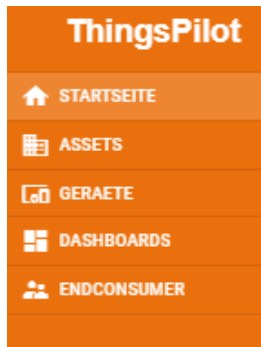 ThingsPilot
STARTSEITE
ASSETS
GERAETE
DASHBOARDS
ENDCONSUMER